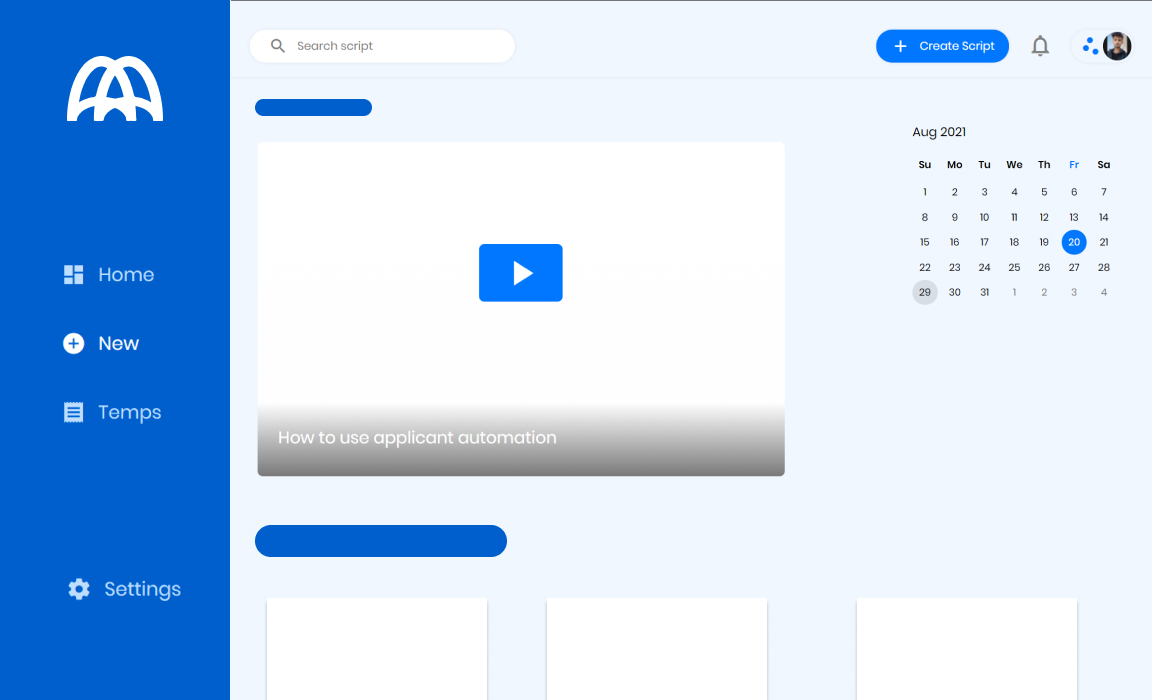 Search script
Create Script
Home
New
Temps
Settings
How to use applicant automation
Aug 2021
Su Mo Tu We Th Fr Sa
1 2 3 4 5 6 7
8 9 10 11 12 13 14
15 16 17 18 19 20 21
22 23 24 25 26 27 28
29 30 31 1 2 3 4